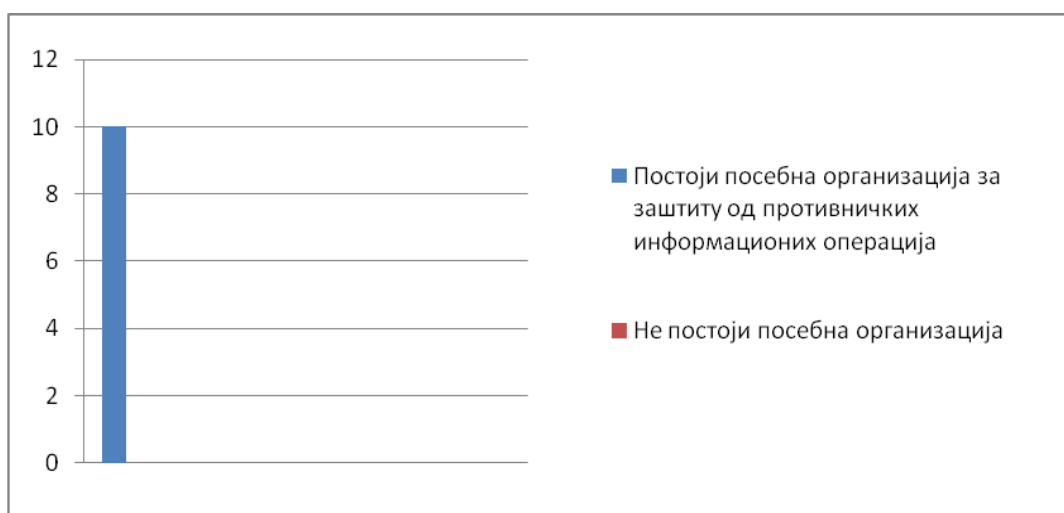 12
10
8
6
4
2
0
Постоји посебна организација за
заштиту од противничких
информационих операција
Не постоји посебна организација